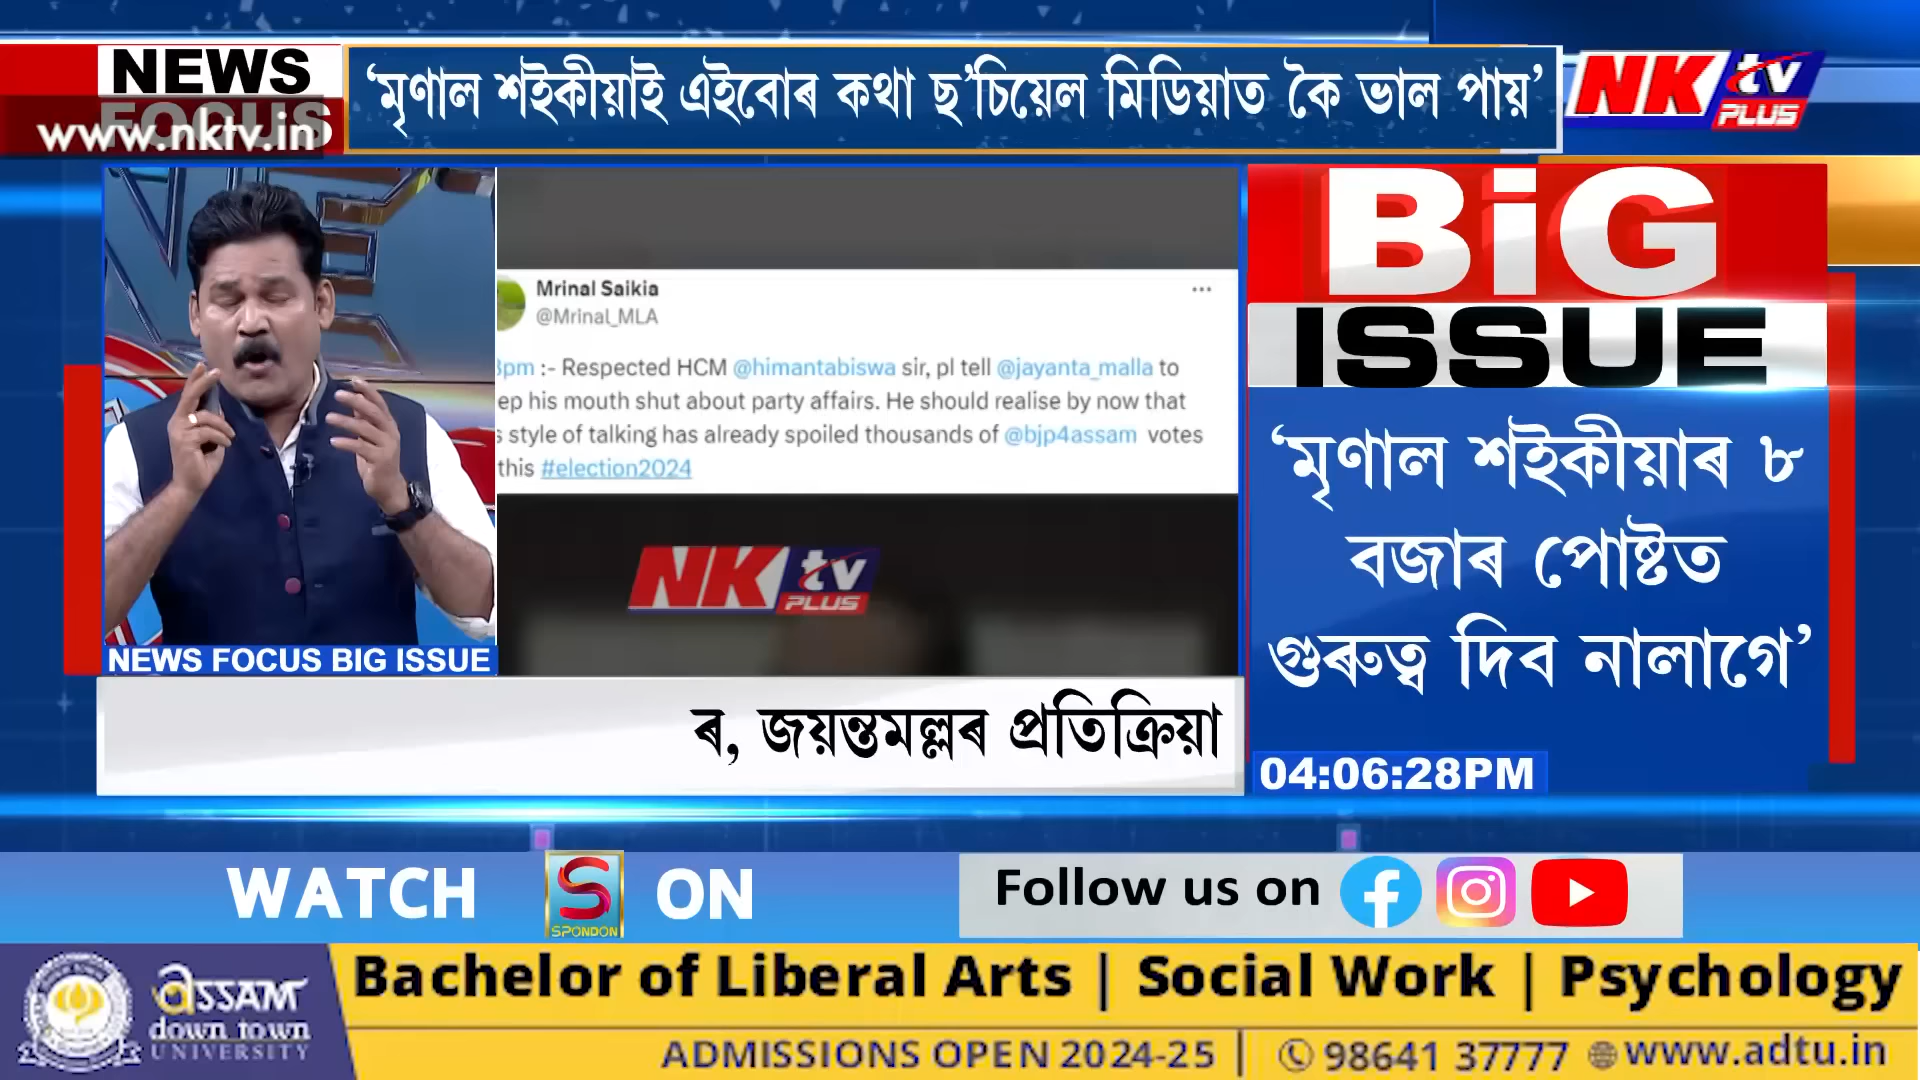 NEWS
FOCUS
www.nktv.in
‘মৃণাল শইকীয়াই এইবোৰ কথা ছ’চিয়েল মিডিয়াত কৈ ভাল পায়’
NK tv
PLUS
Mrinal Saikia
@Mrinal_MLA
pm :- Respected HCM @himantabiswa sir, pl tell @jayanta_malla to
ep his mouth shut about party affairs. He should realise by now that
s style of talking has already spoiled thousands of @bjp4assam votes
this #election2024
NK tv
PLUS
NEWS FOCUS BIG ISSUE
BiG
ISSUE
‘মৃণাল শইকীয়াৰ ৮
বজাৰ পোষ্টত
গুৰুত্ব দিব নালাগে’
ৰ, জয়ন্তমল্লৰ প্ৰতিক্ৰিয়া
04:06:28PM
WATCH S ON
SPONDON
Follow us on
Bachelor of Liberal Arts | Social Work | Psychology
ASSAM
down town
UNIVERSITY
ADMISSIONS OPEN 2024-25 | 98641 37777 www.adtu.in